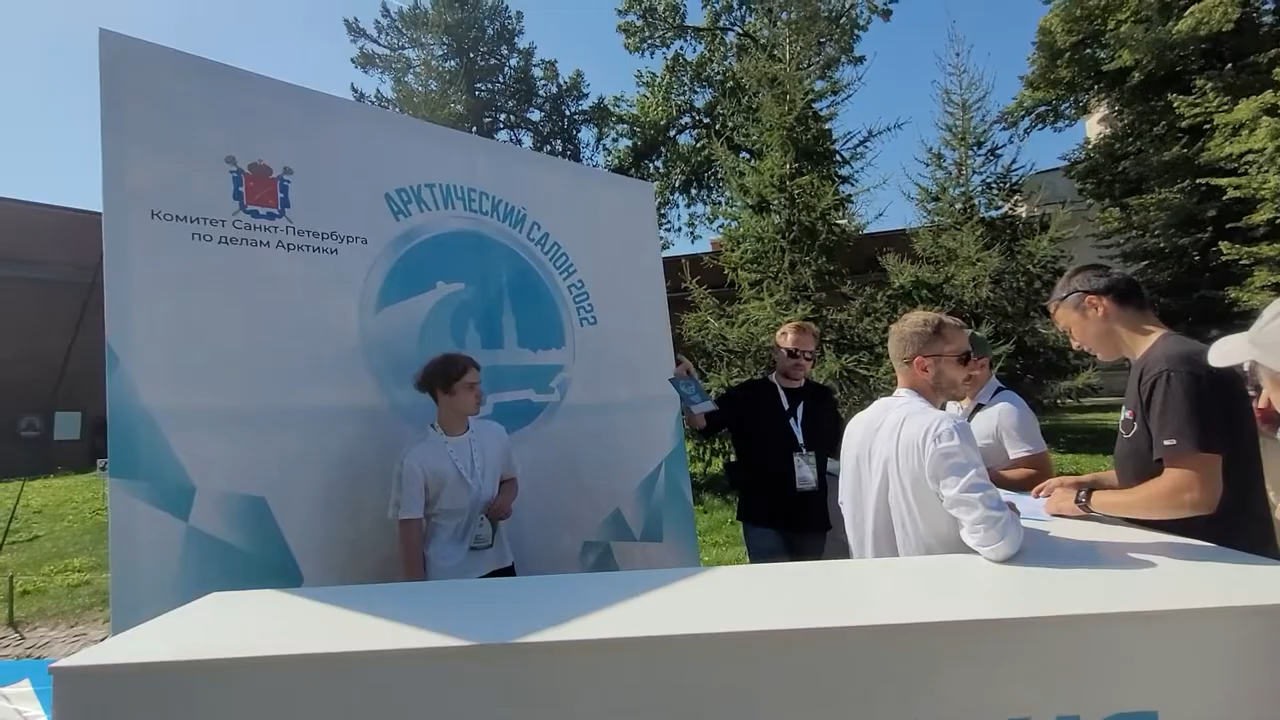 Комитет Санкт-Петербурга
по делам Арктики
АРКТИЧЕСКИЙ САЛОН 2022